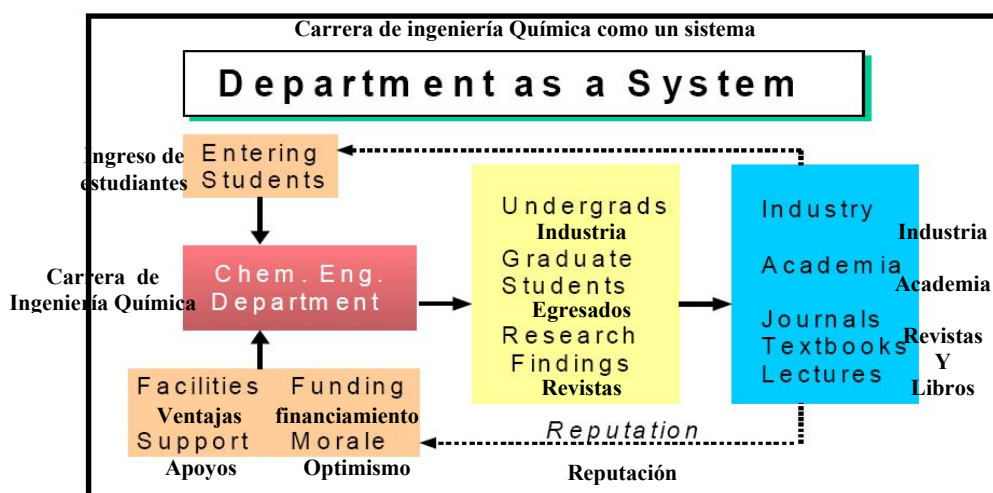 Carrera de ingeniería Química como un sistema
Department as a System
Ingreso de
estudiantes
Entering
Students
Carrera de
Ingeniería Química
Chem. Eng.
Department
Facilities Funding
Ventajas financiamiento
Support Morale
Apoyos Optimismo
Undergrads
Industria
Graduate
Students
Egresados
Research
Findings
Revistas
Industry
Industria
Academia
Academia
Journals
Textbooks
Lectures
Revistas
Y
Libros
Reputation
Reputación